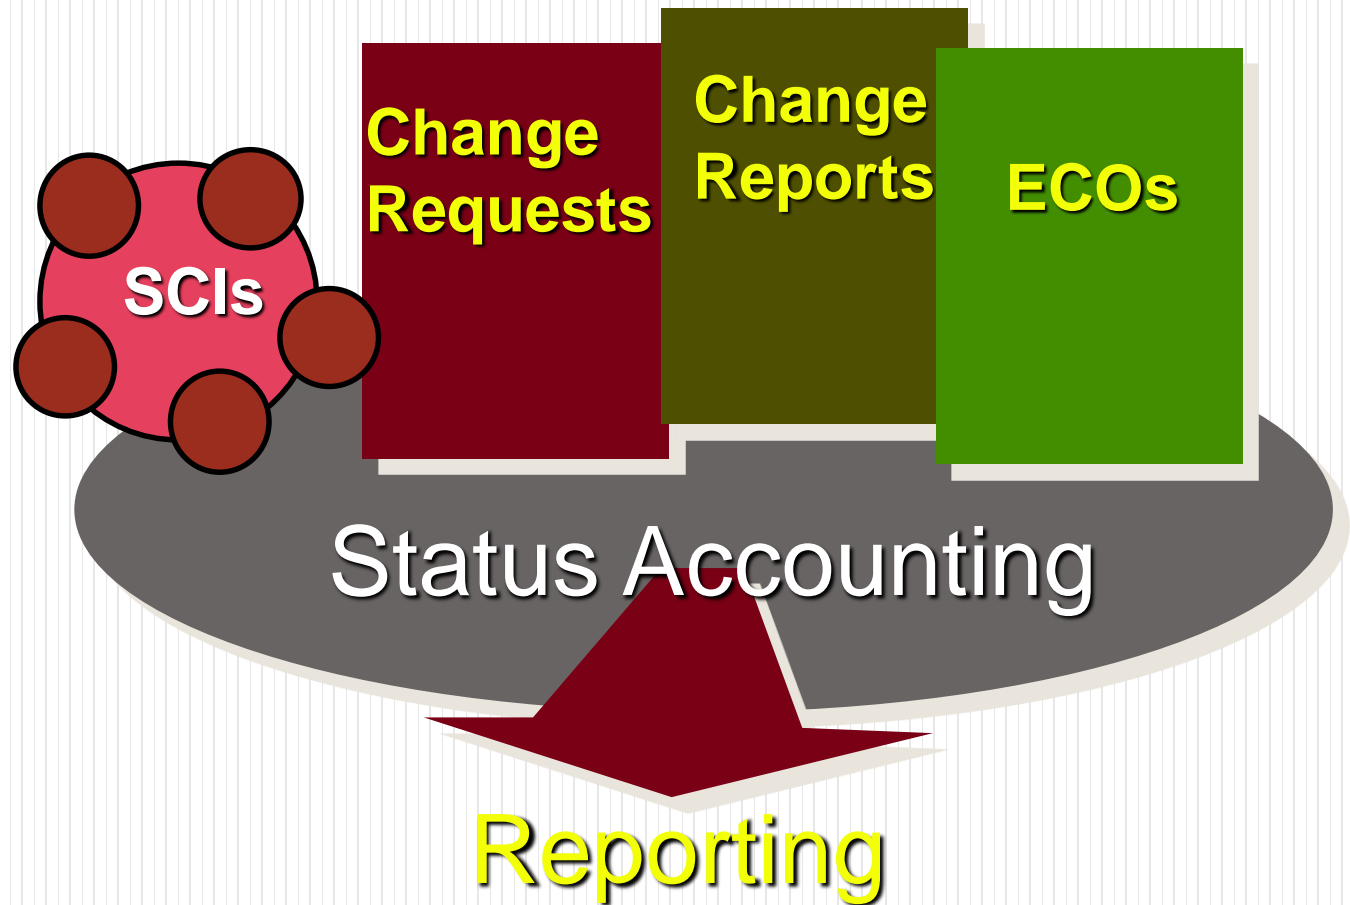 Change
Requests
Change
Reports
ECOs
SCIs
Status Accounting
Reporting